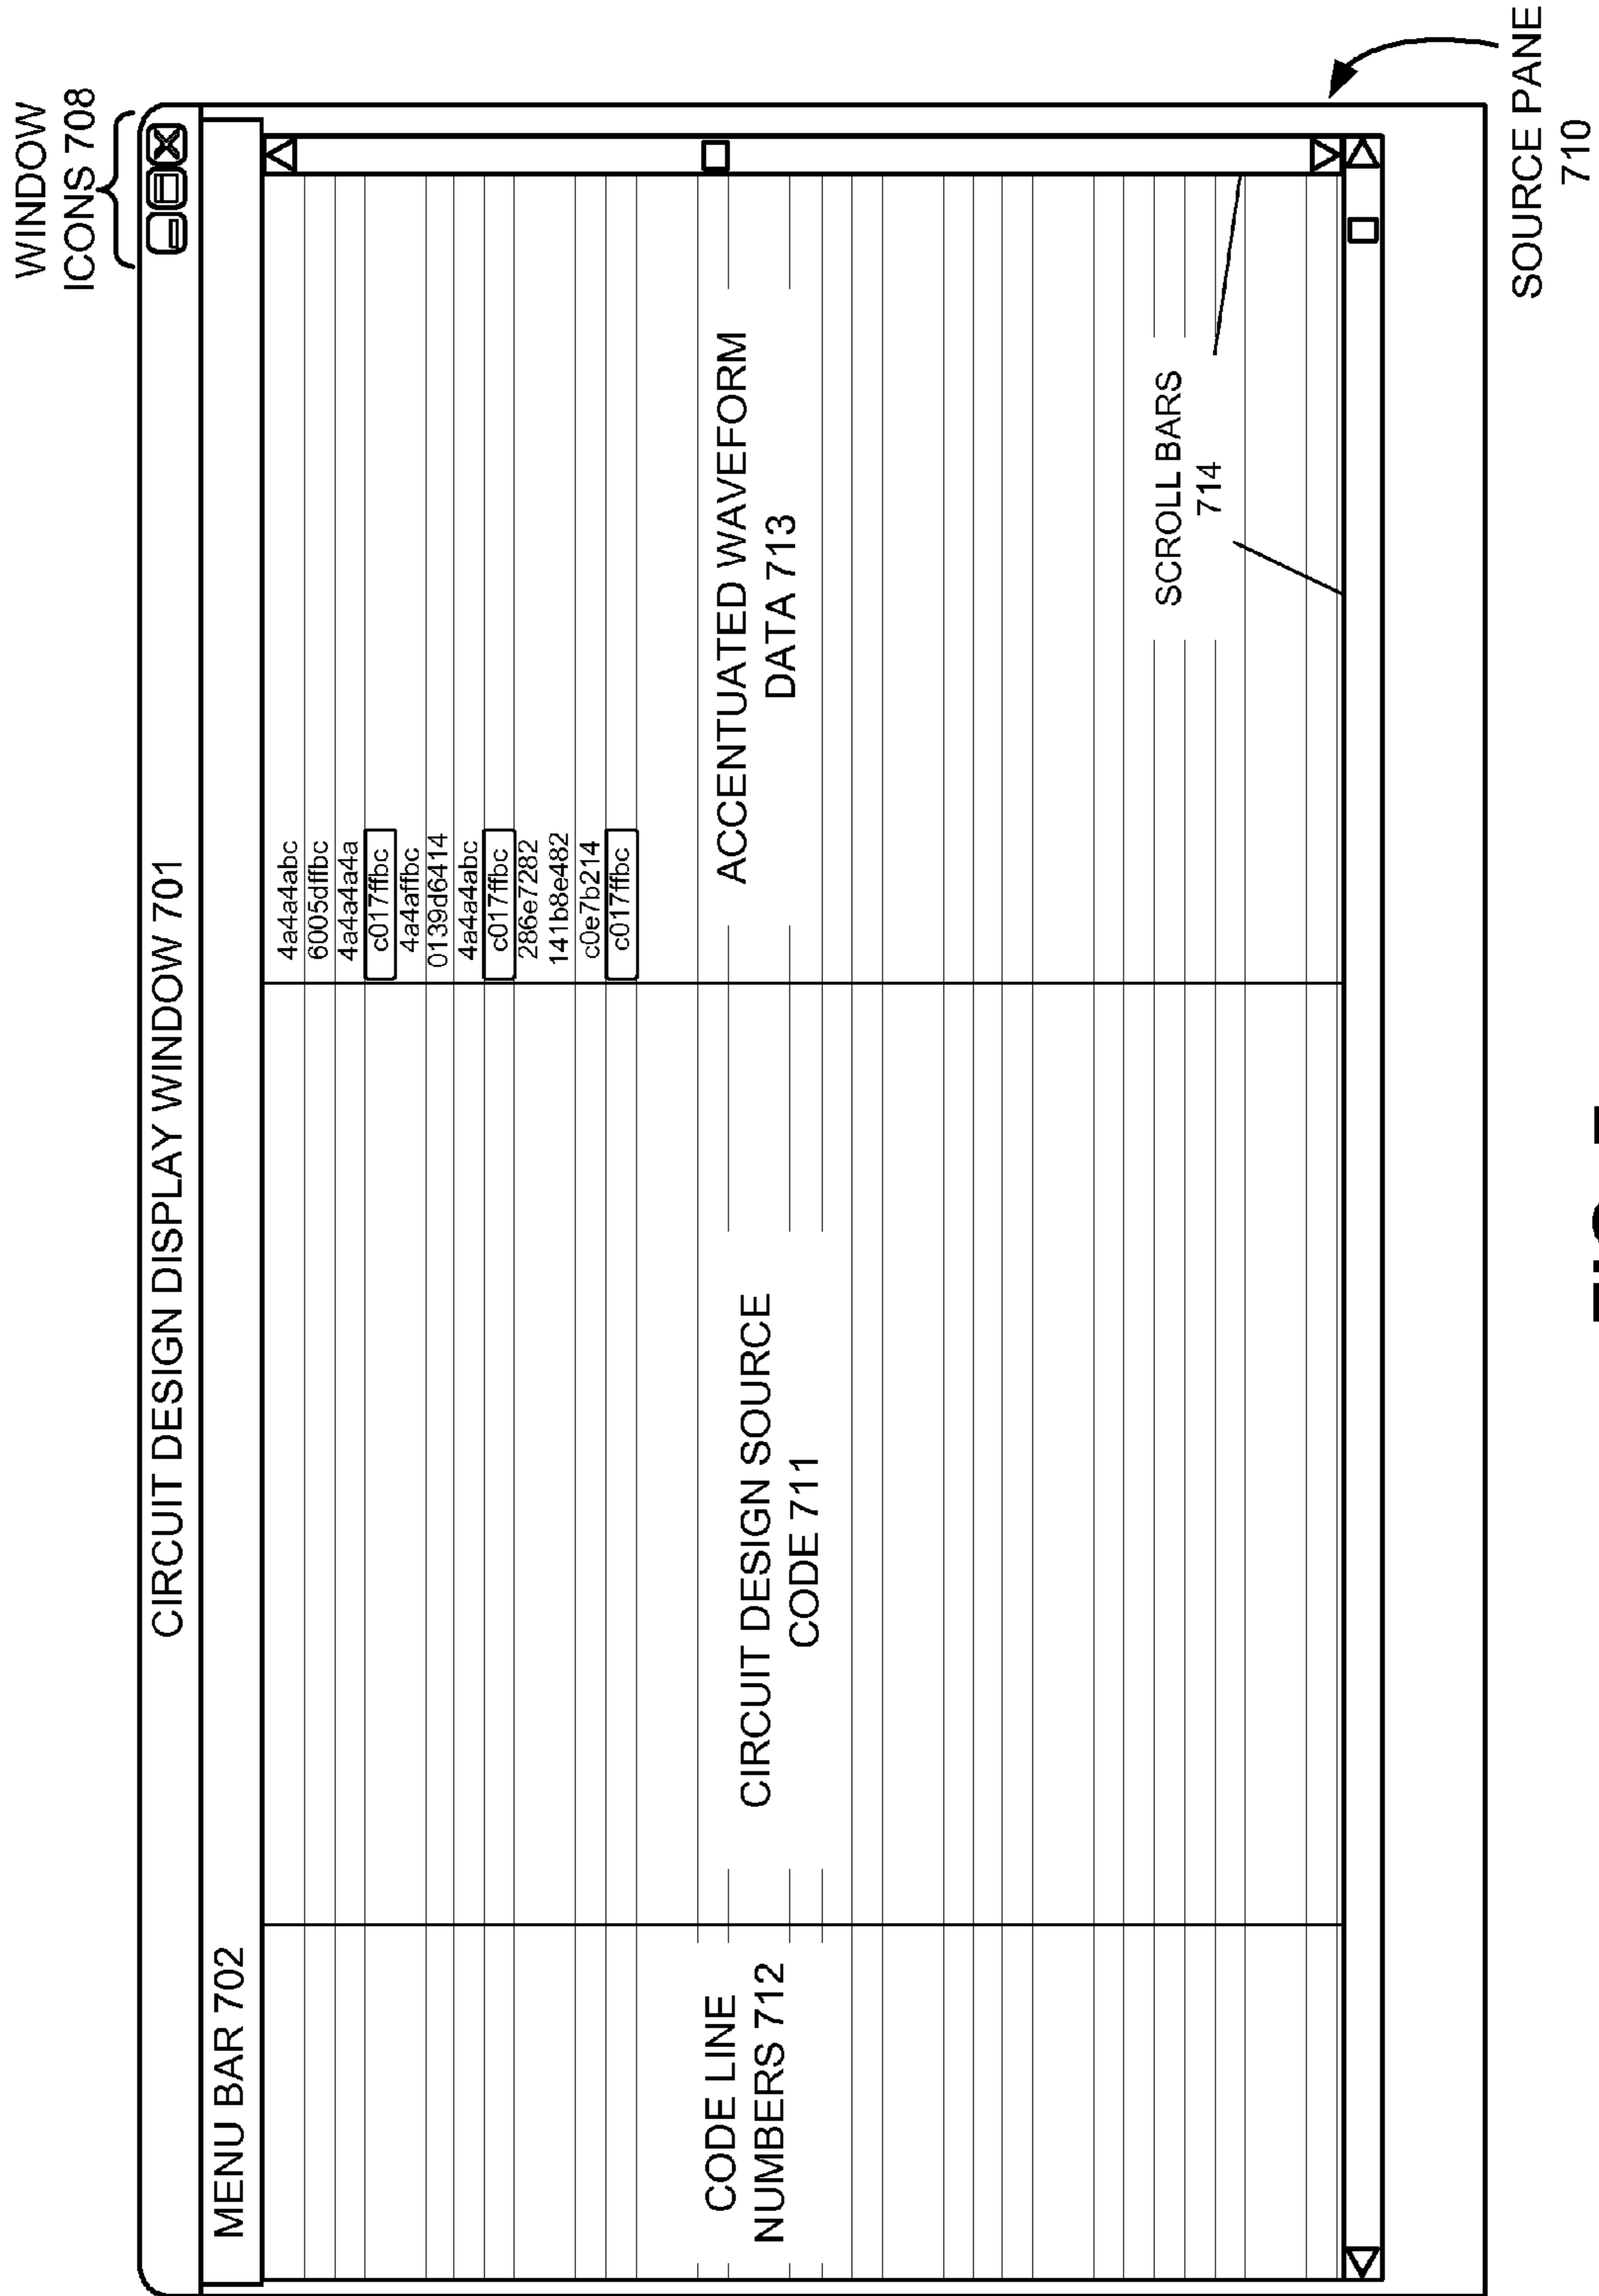 WINDOW
ICONS 708
CIRCUIT DESIGN DISPLAY WINDOW 701
MENU BAR 702
4a4a4abc
6005dffbc
4a4a4a4a
c017ffbc
4a4affbc
0139d6414
4a4a4abc
c017ffbc
286e7282
141b8e482
c0e7b214
c017ffbc
CODE LINE
NUMBERS 712
CIRCUIT DESIGN SOURCE
CODE 711
ACCENTUATED WAVEFORM
DATA 713
SCROLL BARS
714
SOURCE PANE
710